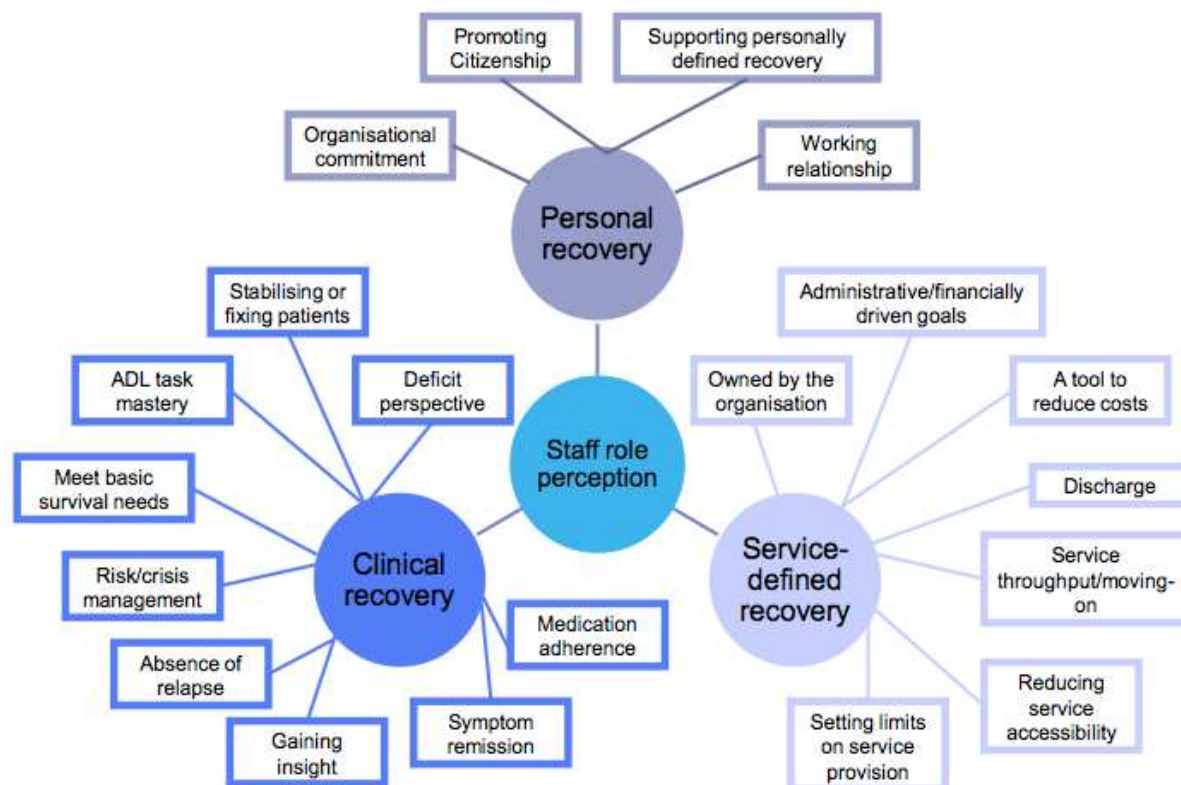 Promoting
Citizenship
Supporting personally
defined recovery
Organisational
commitment
Working
relationship
Personal
recovery
Stabilising or
fixing patients
Administrative/financially
driven goals
ADL task
mastery
Deficit
perspective
Owned by the
organisation
A tool to
reduce costs
Staff role
perception
Meet basic
survival needs
Discharge
Clinical
recovery
Service-
defined
recovery
Service
throughput/moving-
on
Risk/crisis
management
Medication
adherence
Absence of
relapse
Reducing
service
accessibility
Gaining
insight
Symptom
remission
Setting limits
on service
provision